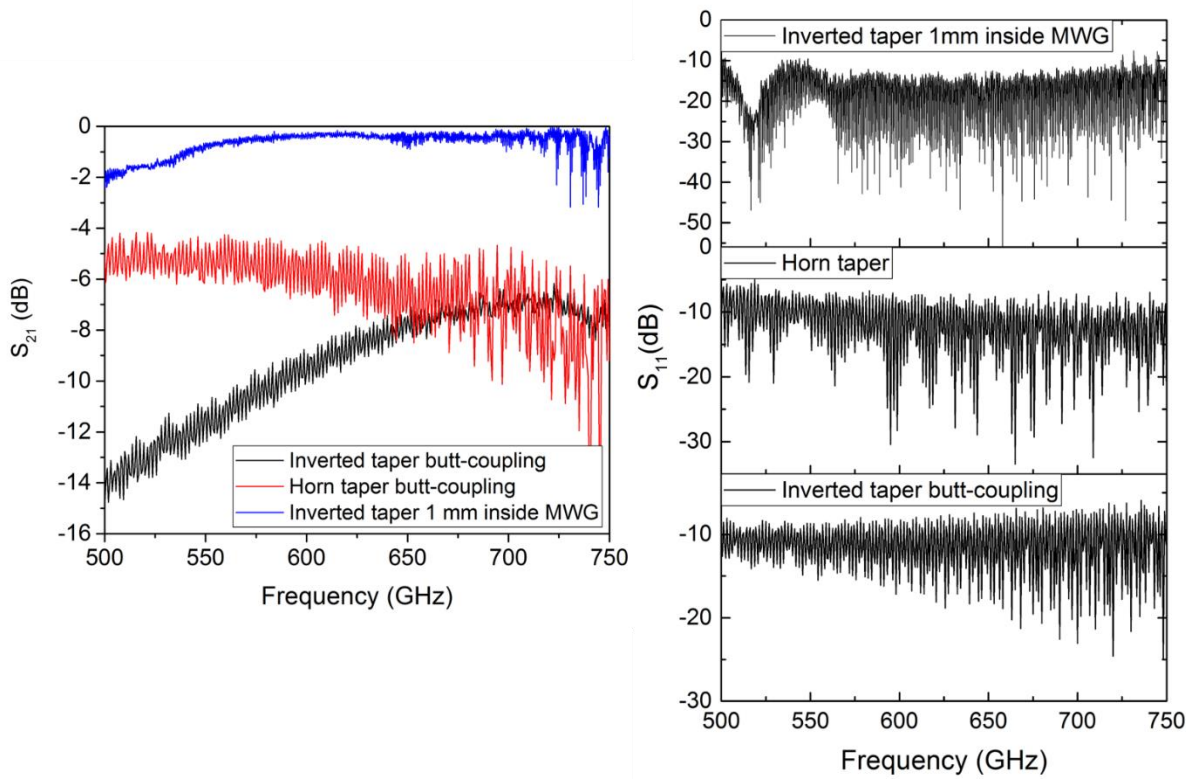 0
-2
-4
-6
-8
-10
-12
-14
-16
S21 (dB)
Inverted taper butt-coupling
Horn taper butt-coupling
Inverted taper 1 mm inside MWG
500 550 600 650 700 750
Frequency (GHz)
0
-10
-20
-30
-40
-50
Inverted taper 1mm inside MWG
0
-10
-20
-30
Horn taper
S11(dB)
-10
-20
-30
Inverted taper butt-coupling
500 550 600 650 700 750
Frequency (GHz)